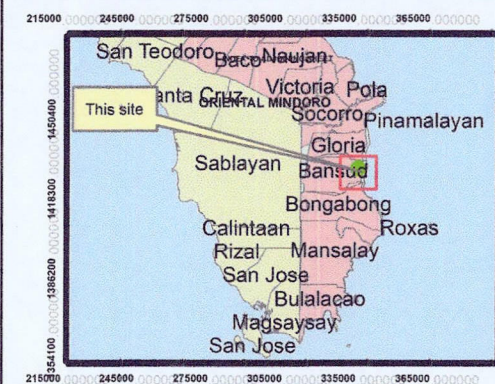 215000 245000 275000 305000 335000 365000
San Teodoro Baco Naujan
Victoria Pola
anta Cruz ORIENTAL MINDORO
This site
Socorro Pinamalayan
Gloria
Sablayan Bansud
Bongabong
Calintaan Roxas
Rizal Mansalay
San Jose
Bulalacao
Magsaysay
San Jose
1450400
1418300
1386200
1354100
215000 245000 275000 305000 335000 365000